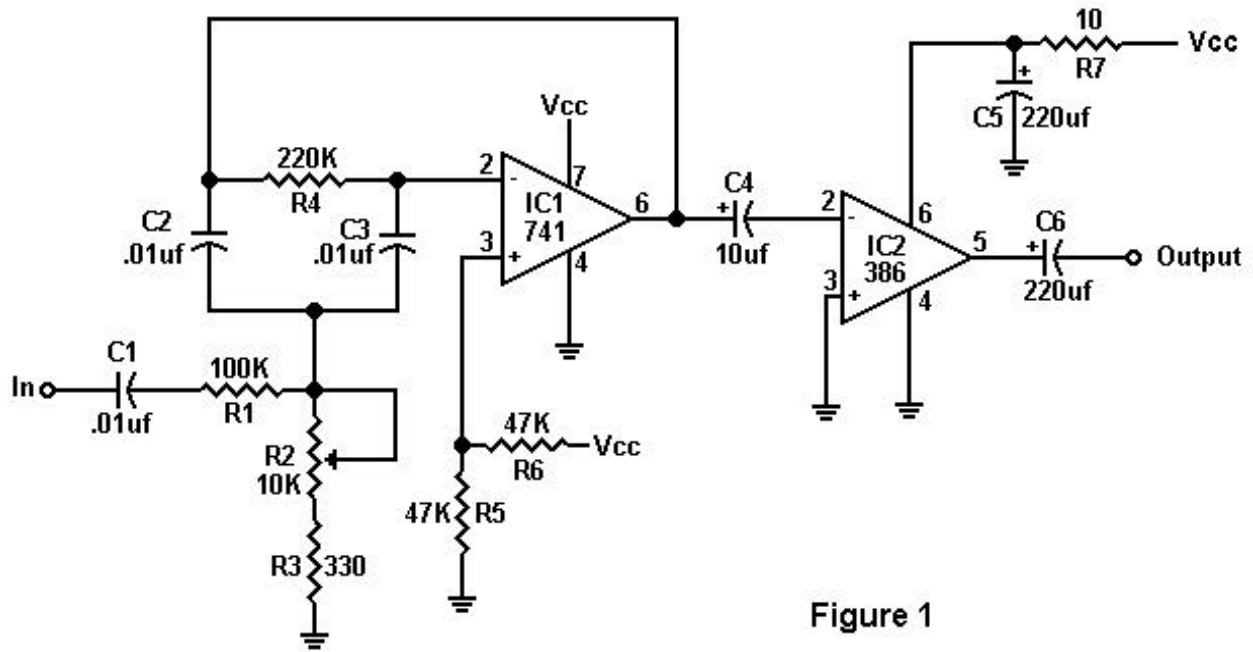 10
Vcc
R7
+
C5
220uf
Vcc
220K
R4
2
-
7
IC1
741
6
3
+
4
C2
.01uf
C3
.01uf
C4
+
10uf
2
-
6
IC2
386
5
3
+
4
C6
+
220uf
Output
In
C1
.01uf
100K
R1
R2
10K
R3
330
47K
R6
Vcc
47K
R5
Figure 1